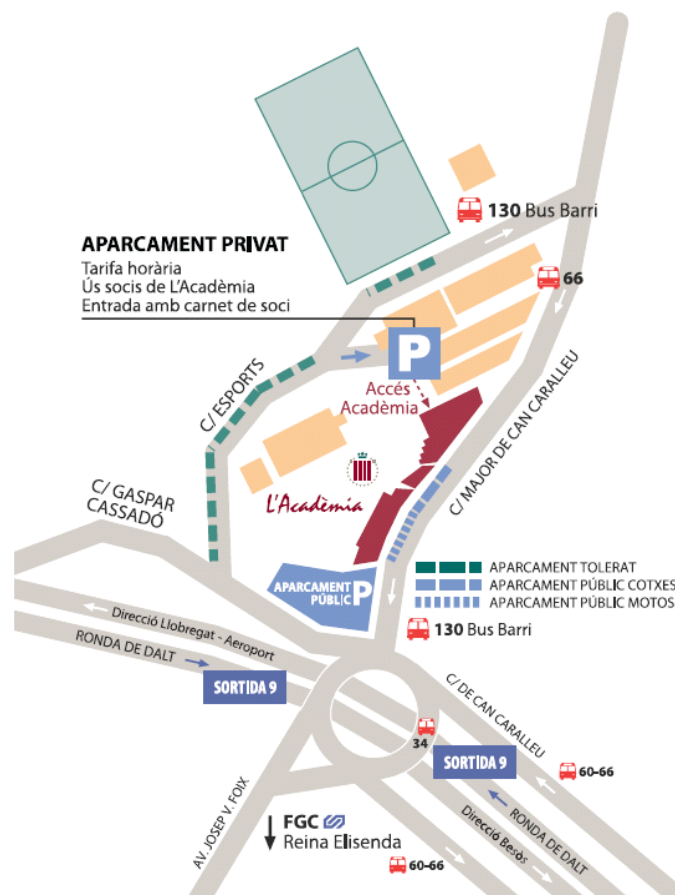 130 Bus Barri
APARCAMENT PRIVAT
Tarifa horària
Ús socis de L'Acadèmia
Entrada amb carnet de soci
66
P
Accés
Acadèmia
C/ ESPORTS
C/ MAJOR DE CAN CARALLEU
C/ GASPAR
CASSADÓ
L'Acadèmia
APARCAMENT
PÚBLIC
P
APARCAMENT TOLERAT
APARCAMENT PÚBLIC COTXES
APARCAMENT PÚBLIC MOTOS
130 Bus Barri
Direcció Llobregat - Aeroport
RONDA DE DALT
SORTIDA 9
C/ DE CAN CARALLEU
34
SORTIDA 9
60-66
AV. JOSEP V. FOIX
FGC
Reina Elisenda
RONDA DE DALT
Direcció Besòs
60-66